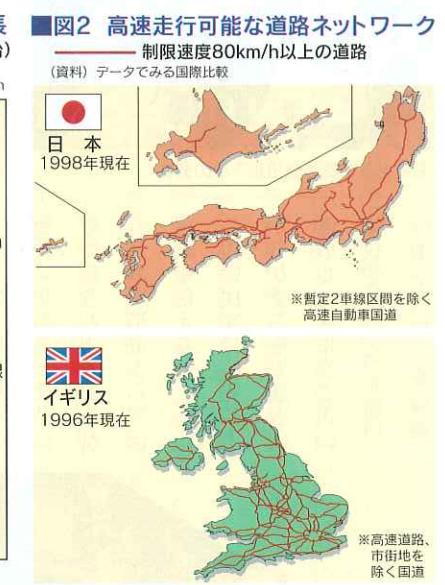 長
■図2 高速走行可能な道路ネットワーク
制限速度80km/h以上の道路
(資料) データでみる国際比較
日 本
1998年現在
※暫定2車線区間を除く
高速自動車国道
イギリス
1996年現在
※高速道路、
市街地を
除く国道